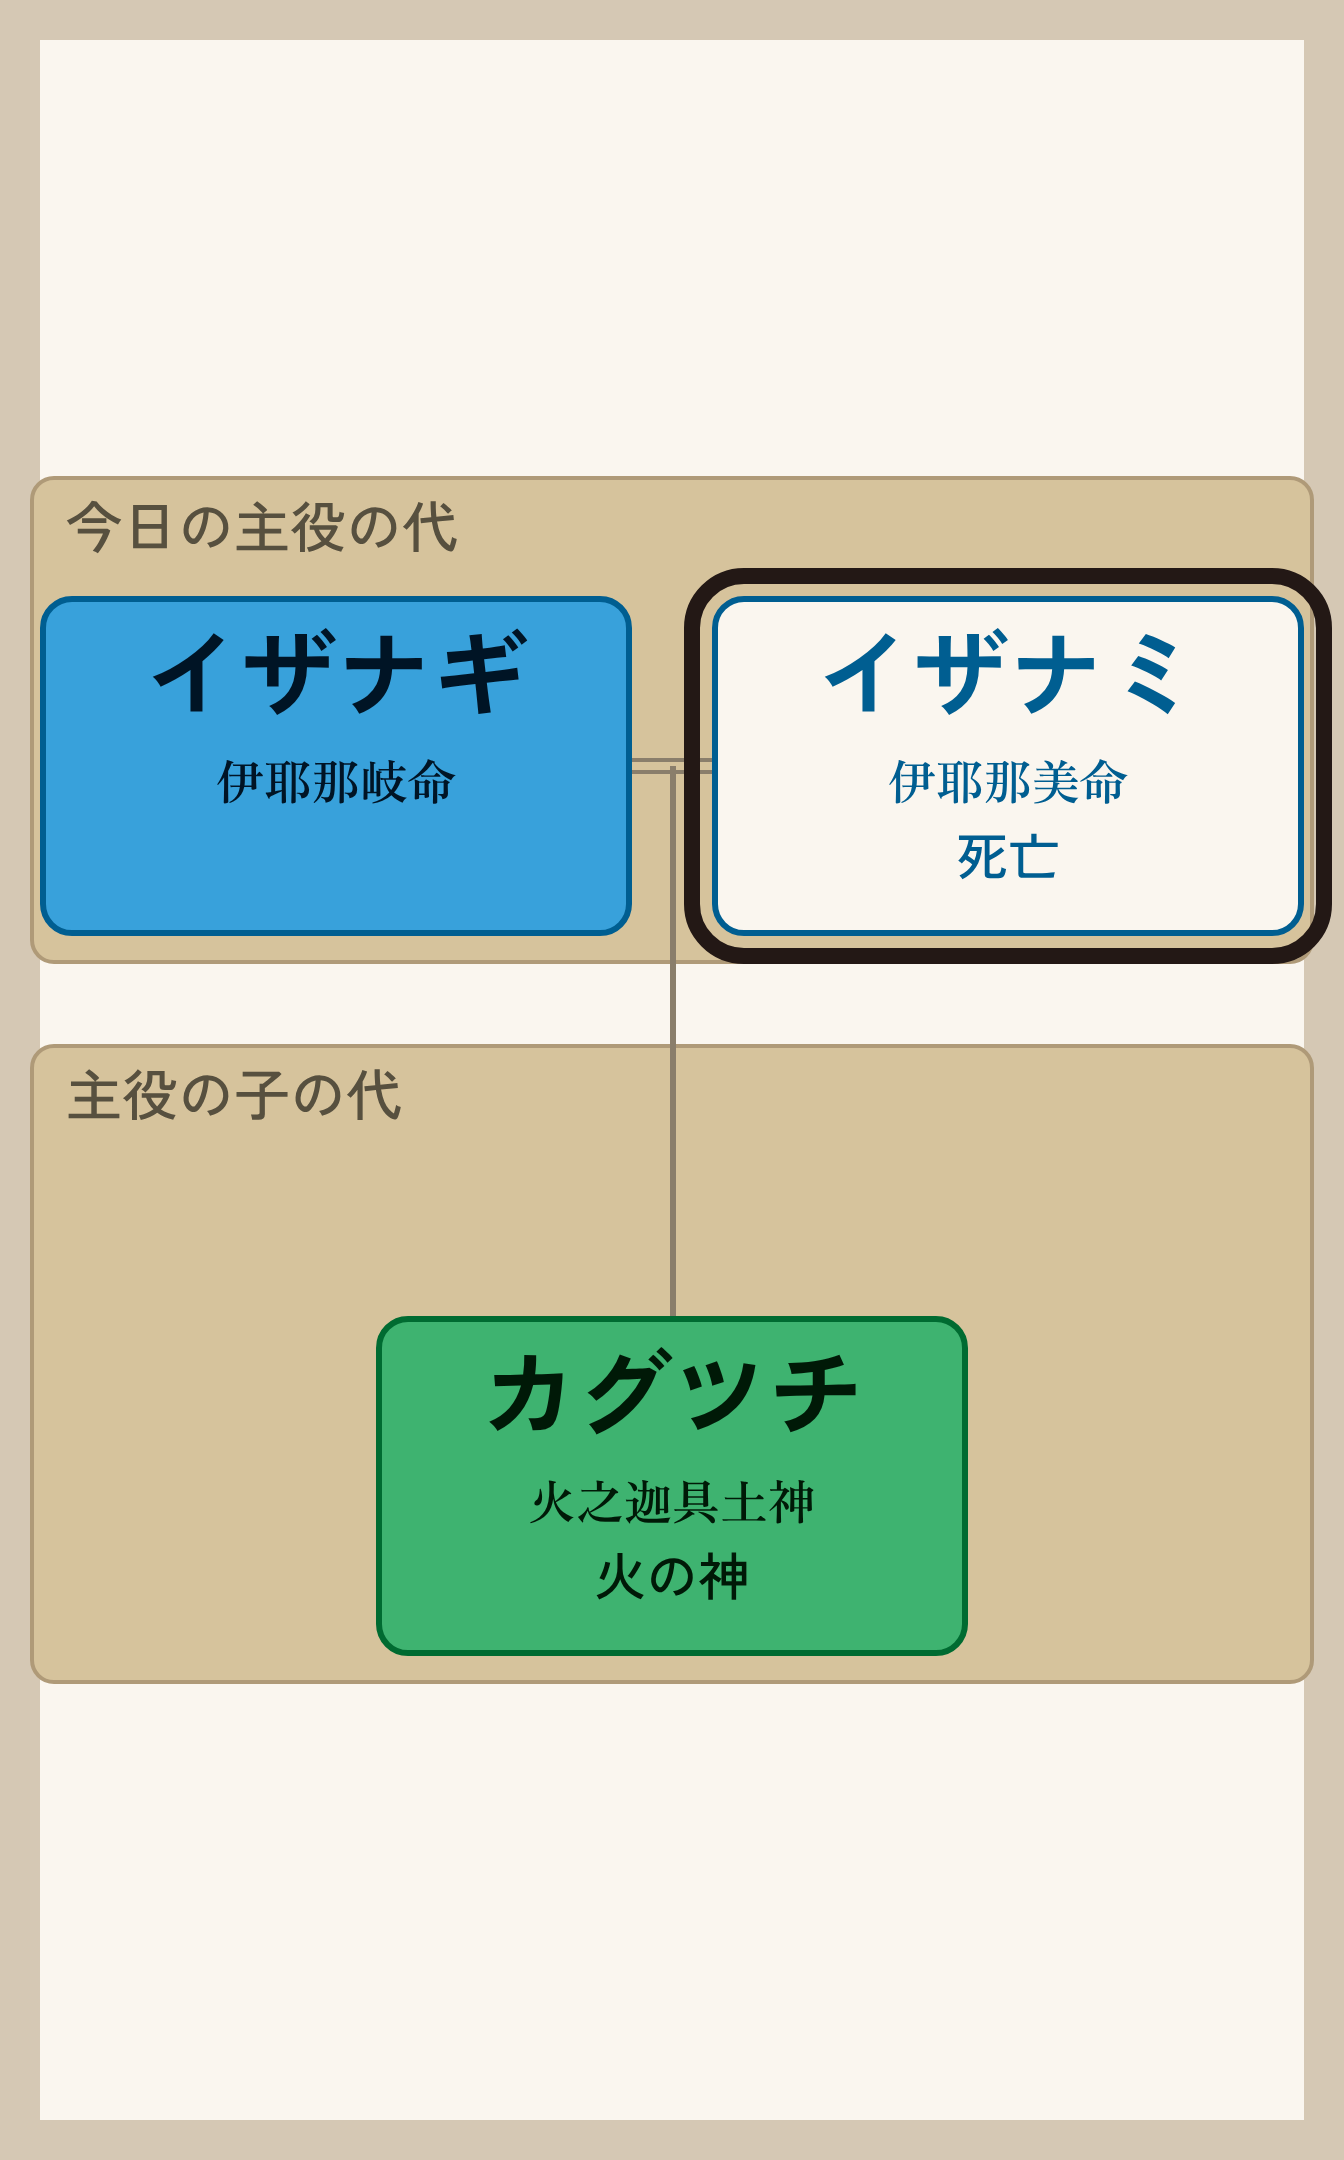 今日の主役の代
イザナギ
伊耶那岐命
イザナミ
伊耶那美命
死亡
主役の子の代
カグツチ
火之迦具土神
火の神